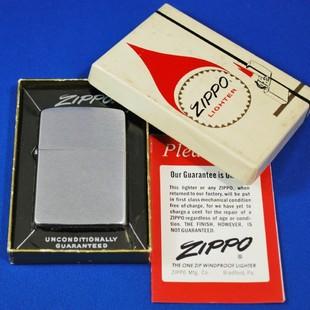 ZIPPO
LIGHTER
ZIPPO
UNCONDITIONALLY
GUARANTEED
Our Guarantee is
This lighter or any ZIPPO, when
returned to our factory, will be put
in first class mechanical condition
free of charge, for we have yet to
charge a cent for the repair of a
ZIPPO regardless of age or condi-
tion. THE FINISH, HOWEVER, IS
NOT GUARANTEED.
ZIPPO
®
THE ONE ZIP WINDPROOF LIGHTER
ZIPPO Mfg. Co. Bradford, Pa.